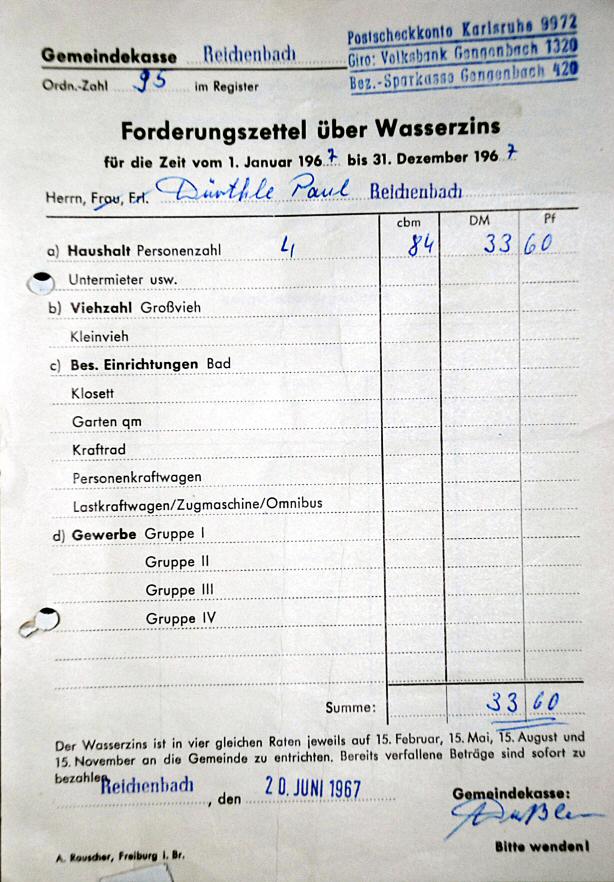 Postscheckkonto Karlsruhe 9972
Gemeindekasse Reichenbach
Giro: Volksbank Gengenbach 1320
Bez.-Sparkasse Gengenbach 420
Ordn.-Zahl 95 im Register
Forderungszettel über Wasserzins
für die Zeit vom 1. Januar 1967 bis 31. Dezember 1967
Herrn, Frau, Frl. Dürthle Paul Reichenbach
cbm DM Pf
a) Haushalt Personenzahl 4 84 33 60
Untermieter usw.
b) Viehzahl Großvieh
Kleinvieh
c) Bes. Einrichtungen Bad
Klosett
Garten qm
Kraftrad
Personenkraftwagen
Lastkraftwagen/Zugmaschine/Omnibus
d) Gewerbe Gruppe I
Gruppe II
Gruppe III
Gruppe IV
Summe: 33 60
Der Wasserzins ist in vier gleichen Raten jeweils auf 15. Februar, 15. Mai, 15. August und
15. November an die Gemeinde zu entrichten. Bereits verfallene Beträge sind sofort zu
bezahlen.
Reichenbach, den 20. JUNI 1967
Gemeindekasse:
Bitte wenden!
A. Rauscher, Freiburg i. Br.